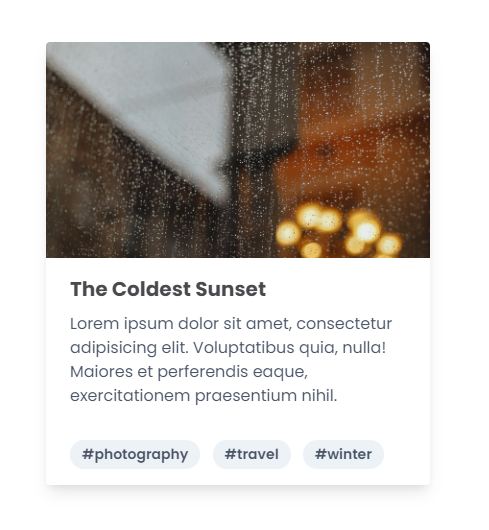 The Coldest Sunset
Lorem ipsum dolor sit amet, consectetur
adipisicing elit. Voluptatibus quia, nulla!
Maiores et perferendis eaque,
exercitationem praesentium nihil.
#photography #travel #winter